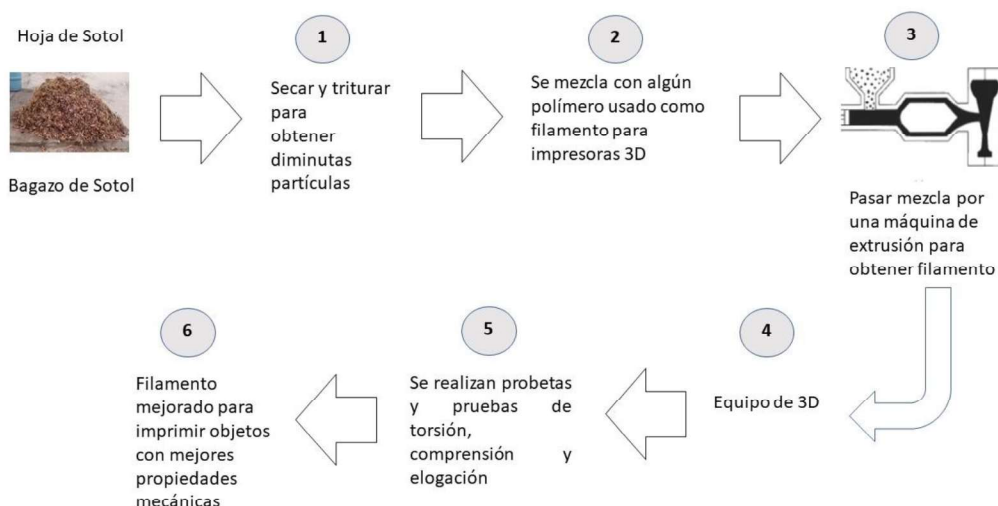 Hoja de Sotol
Bagazo de Sotol
1
Secar y triturar
para
obtener
diminutas
partículas
2
Se mezcla con algún
polímero usado como
filamento para
impresoras 3D
3
Pasar mezcla por
una máquina de
extrusión para
obtener filamento
4
Equipo de 3D
5
Se realizan probetas
y pruebas de
torsión,
comprensión y
elogación
6
Filamento
mejorado para
imprimir objetos
con mejores
propiedades
mecánicas